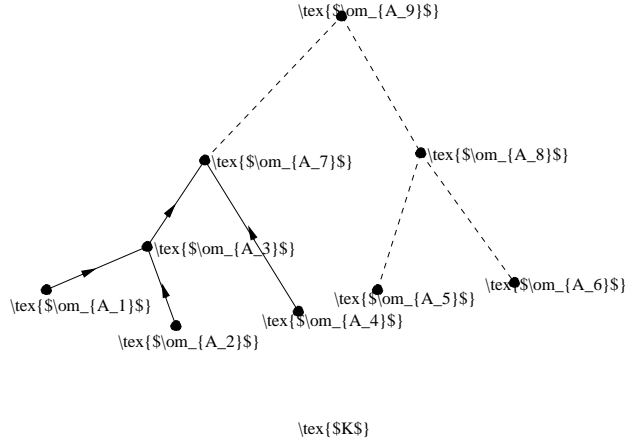 \tex{$\om_{A_9}$}
\tex{$\om_{A_7}$}
\tex{$\om_{A_8}$}
\tex{$\om_{A_3}$}
\tex{$\om_{A_1}$}
\tex{$\om_{A_5}$}
\tex{$\om_{A_6}$}
\tex{$\om_{A_2}$}
\tex{$\om_{A_4}$}
\tex{$K$}